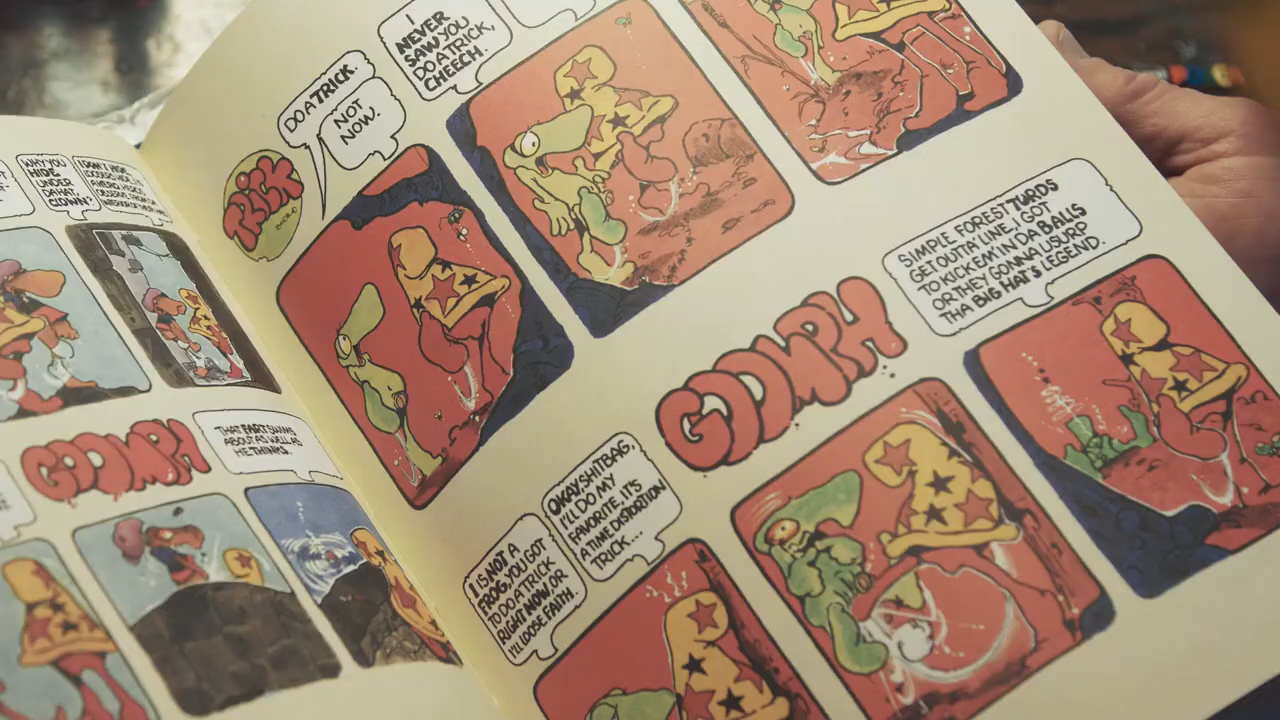 WHY YOU
HIDE
UNDER
DAHAT,
CLOWN?
I DON'T HIDE
GOOMPH
THAT FART SWIMS
ABOUT AS WELL AS
HE THINKS.
TRICK
DO A TRICK.
NOT
NOW.
I
NEVER
SAW YOU
DO A TRICK,
CHEECH.
I IS NOT A
FROG, YOU GOT
TO DO A TRICK
RIGHT NOW, OR
I'LL LOOSE FAITH.
OKAY, SHITBAG,
I'LL DO MY
FAVORITE, IT'S
A TIME DISTORTION
TRICK...
GOOMPH
SIMPLE FOREST TURDS
GET OUTTA' LINE, I GOT
TO KICK EM IN DA BALLS
OR THEY GONNA USURP
THA BIG HAT'S LEGEND.